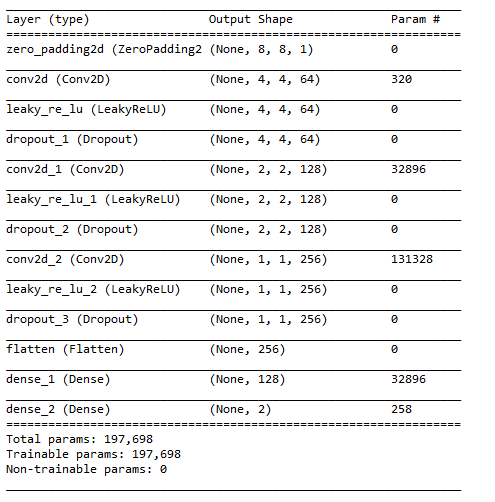 Layer (type) Output Shape Param #
zero_padding2d (ZeroPadding2 (None, 8, 8, 1) 0
conv2d (Conv2D) (None, 4, 4, 64) 320
leaky_re_lu (LeakyReLU) (None, 4, 4, 64) 0
dropout_1 (Dropout) (None, 4, 4, 64) 0
conv2d_1 (Conv2D) (None, 2, 2, 128) 32896
leaky_re_lu_1 (LeakyReLU) (None, 2, 2, 128) 0
dropout_2 (Dropout) (None, 2, 2, 128) 0
conv2d_2 (Conv2D) (None, 1, 1, 256) 131328
leaky_re_lu_2 (LeakyReLU) (None, 1, 1, 256) 0
dropout_3 (Dropout) (None, 1, 1, 256) 0
flatten (Flatten) (None, 256) 0
dense_1 (Dense) (None, 128) 32896
dense_2 (Dense) (None, 2) 258
Total params: 197,698
Trainable params: 197,698
Non-trainable params: 0